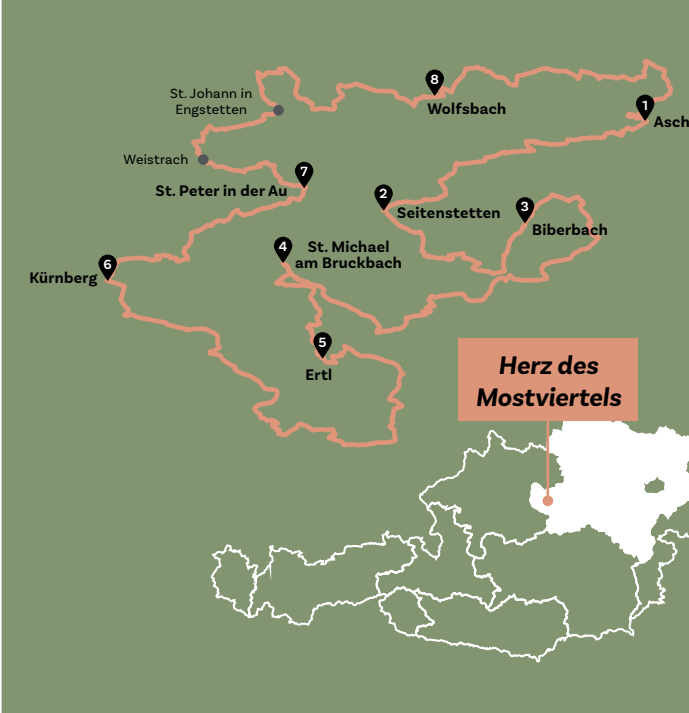 8
Wolfsbach
St. Johann in
Engstetten
1
Asch
Weistrach
7
St. Peter in der Au
2
Seitenstetten
3
Biberbach
4
St. Michael
am Bruckbach
6
Kürnberg
5
Ertl
Herz des
Mostviertels